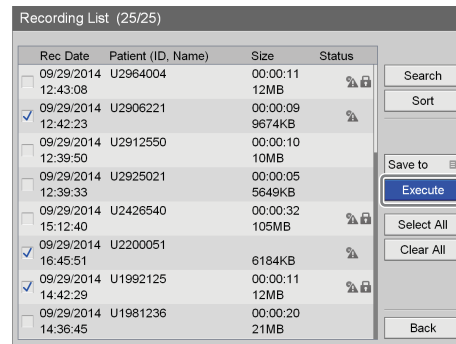 Recording List (25/25)
Rec Date Patient (ID, Name) Size Status
09/29/2014 U2964004 00:00:11
12:43:08 12MB
09/29/2014 U2906221 00:00:09
12:42:23 9674KB
09/29/2014 U2912550 00:00:10
12:39:50 10MB
09/29/2014 U2925021 00:00:05
12:39:33 5649KB
09/29/2014 U2426540 00:00:32
15:12:40 105MB
09/29/2014 U2200051
16:45:51 6184KB
09/29/2014 U1992125 00:00:11
14:42:29 12MB
09/29/2014 U1981236 00:00:20
14:36:45 21MB
Search
Sort
Save to
Execute
Select All
Clear All
Back